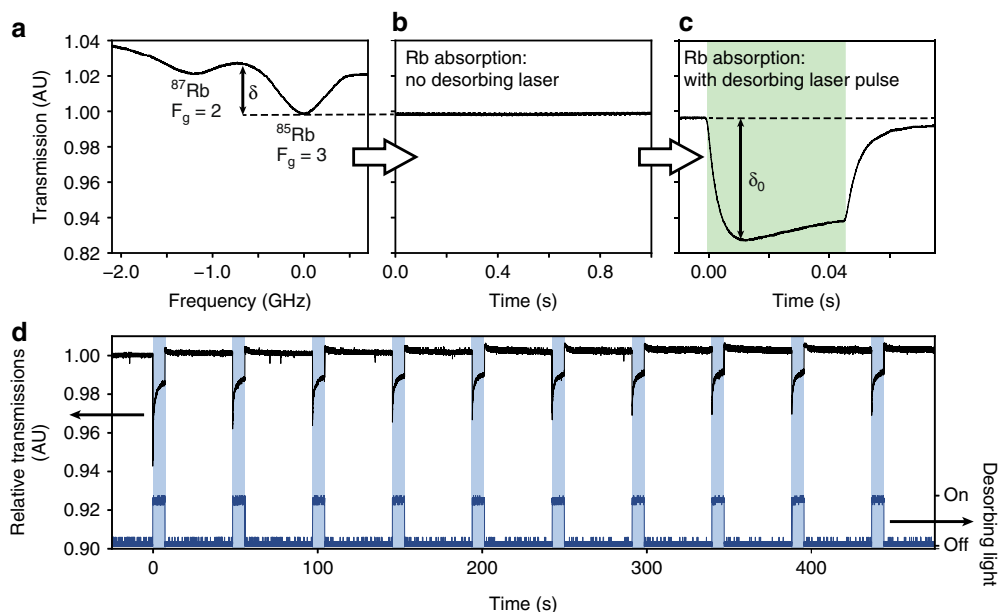 a
b
c
1.04
1.02
1.00
0.98
0.96
0.94
0.82
Transmission (AU)
⁸⁷Rb
F_g = 2
δ
⁸⁵Rb
F_g = 3
−2.0
−1.0
0.0
Frequency (GHz)
Rb absorption:
no desorbing laser
0.0
0.4
0.8
Time (s)
Rb absorption:
with desorbing laser pulse
δ₀
0.00
0.04
Time (s)
d
1.00
0.98
0.96
0.94
0.92
0.90
Relative transmissions
(AU)
0
100
200
300
400
Time (s)
On
Off
Desorbing light